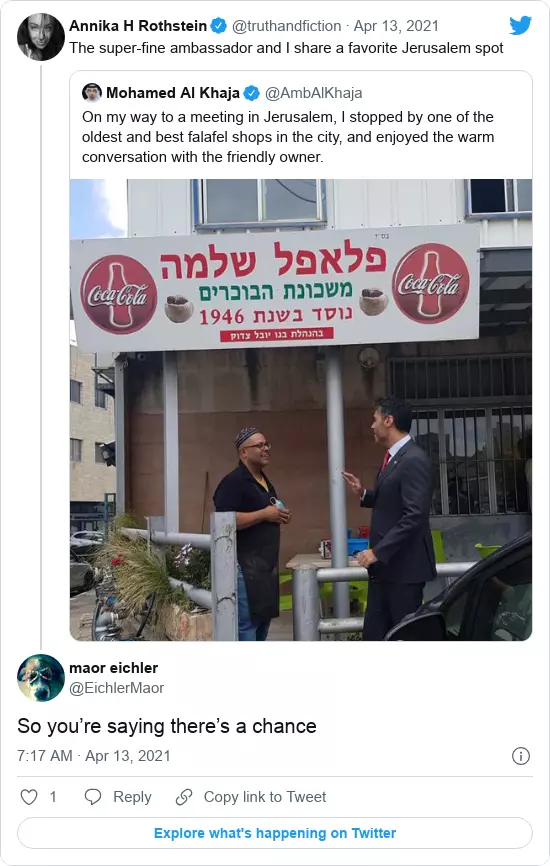 Annika H Rothstein @truthandfiction · Apr 13, 2021
The super-fine ambassador and I share a favorite Jerusalem spot
Mohamed Al Khaja @AmbAlKhaja
On my way to a meeting in Jerusalem, I stopped by one of the
oldest and best falafel shops in the city, and enjoyed the warm
conversation with the friendly owner.
בס"ד
פלאפל שלמה
Coca-Cola
Coca-Cola
משכונת הבוכרים
נוסד בשנת 1946
בהנהלת בנו יובל צדוק
maor eichler
@EichlerMaor
So you’re saying there’s a chance
7:17 AM · Apr 13, 2021
1 Reply Copy link to Tweet
Explore what's happening on Twitter